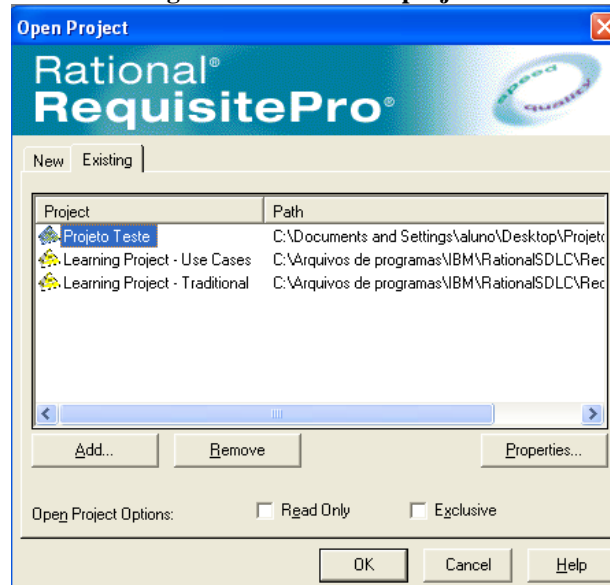 Open Project
Rational®
RequisitePro®
speed
quality
New Existing
Project Path
Projeto Teste C:\Documents and Settings\aluno\Desktop\Projeto
Learning Project - Use Cases C:\Arquivos de programas\IBM\RationalSDLC\Rec
Learning Project - Traditional C:\Arquivos de programas\IBM\RationalSDLC\Rec
Add... Remove Properties...
Open Project Options: Read Only Exclusive
OK Cancel Help